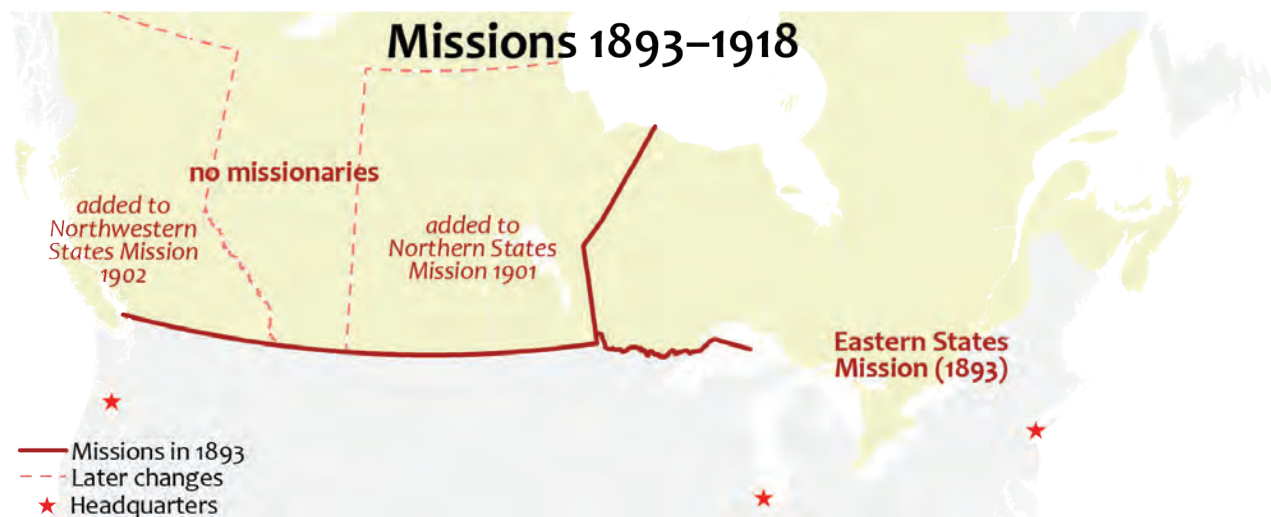 Missions 1893–1918
no missionaries
added to
Northwestern
States Mission
1902
added to
Northern States
Mission 1901
Eastern States
Mission (1893)
Missions in 1893
Later changes
Headquarters